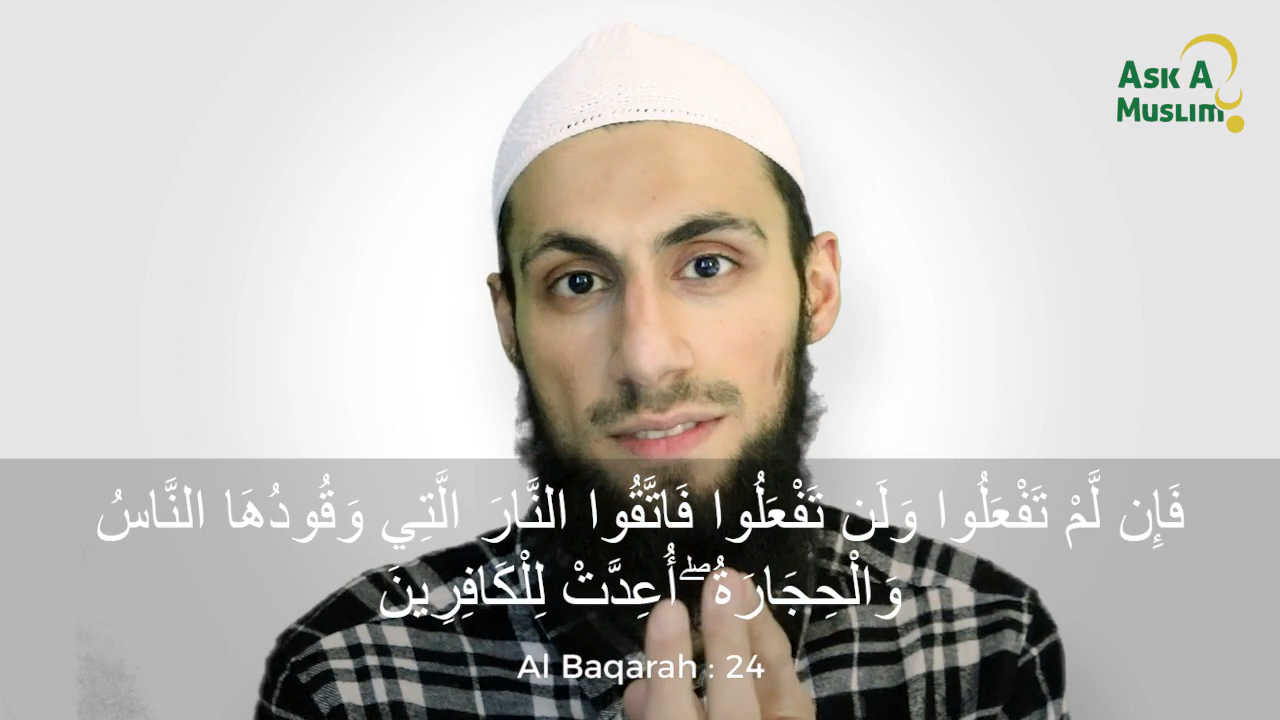 Ask A
Muslim?
فَإِن لَّمْ تَفْعَلُوا وَلَن تَفْعَلُوا فَاتَّقُوا النَّارَ الَّتِي وَقُودُهَا النَّاسُ
وَالْحِجَارَةُ ۖ أُعِدَّتْ لِلْكَافِرِينَ
Al Baqarah : 24